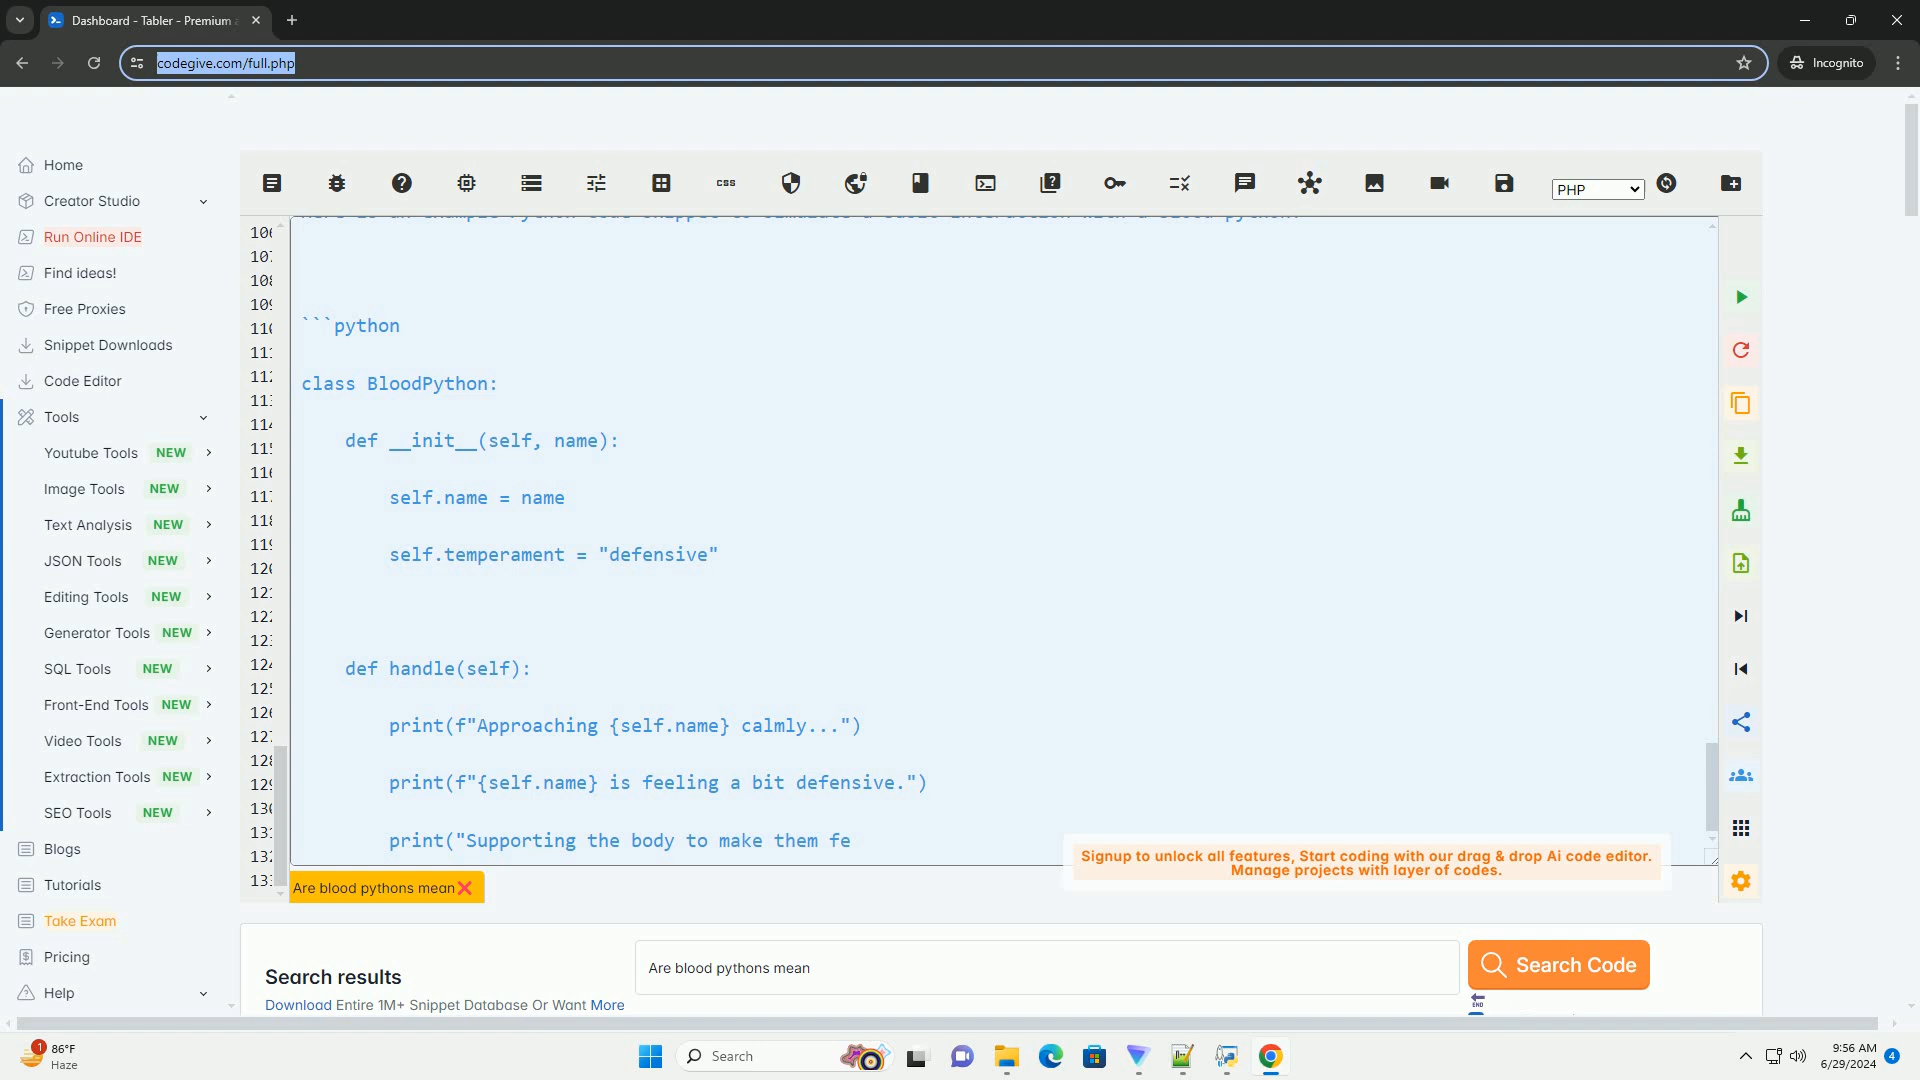 Dashboard - Tabler - Premium
codegive.com/full.php
Incognito
Home
Creator Studio
Run Online IDE
Find ideas!
Free Proxies
Snippet Downloads
Code Editor
Tools
Youtube Tools NEW
Image Tools NEW
Text Analysis NEW
JSON Tools NEW
Editing Tools NEW
Generator Tools NEW
SQL Tools NEW
Front-End Tools NEW
Video Tools NEW
Extraction Tools NEW
SEO Tools NEW
Blogs
Tutorials
Take Exam
Pricing
Help
css
PHP
```python
class BloodPython:
def __init__(self, name):
self.name = name
self.temperament = "defensive"
def handle(self):
print(f"Approaching {self.name} calmly...")
print(f"{self.name} is feeling a bit defensive.")
print("Supporting the body to make them fe
Signup to unlock all features, Start coding with our drag & drop Ai code editor.
Manage projects with layer of codes.
Are blood pythons mean
Search results
Download Entire 1M+ Snippet Database Or Want More
Are blood pythons mean
Search Code
END
1
86°F
Haze
Search
9:56 AM
6/29/2024
4